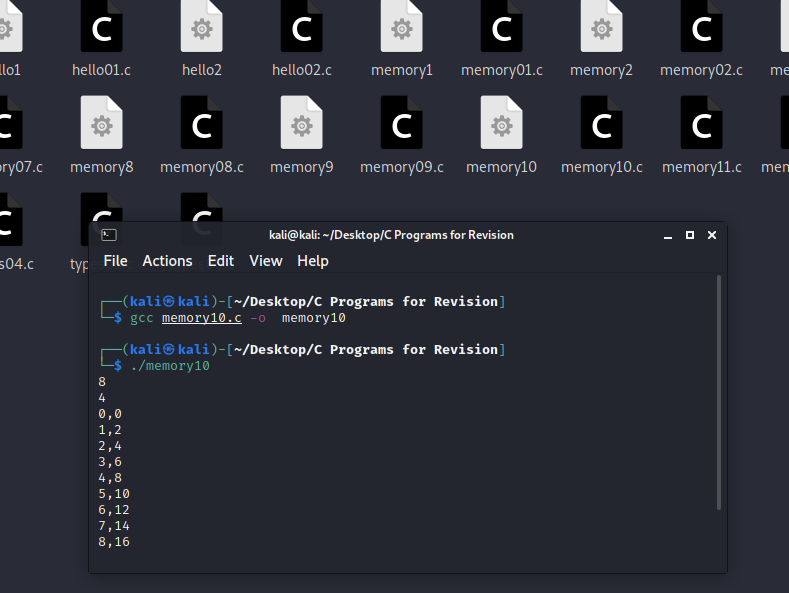 llo1 hello01.c hello2 hello02.c memory1 memory01.c memory2 memory02.c me
C C C C
ory07.c memory8 memory08.c memory9 memory09.c memory10 memory10.c memory11.c mem
C C C C C
s04.c typ
C C C
kali@kali: ~/Desktop/C Programs for Revision
File Actions Edit View Help
┌──(kali㉿kali)-[~/Desktop/C Programs for Revision]
└─$ gcc memory10.c -o  memory10
┌──(kali㉿kali)-[~/Desktop/C Programs for Revision]
└─$ ./memory10
8
4
0,0
1,2
2,4
3,6
4,8
5,10
6,12
7,14
8,16